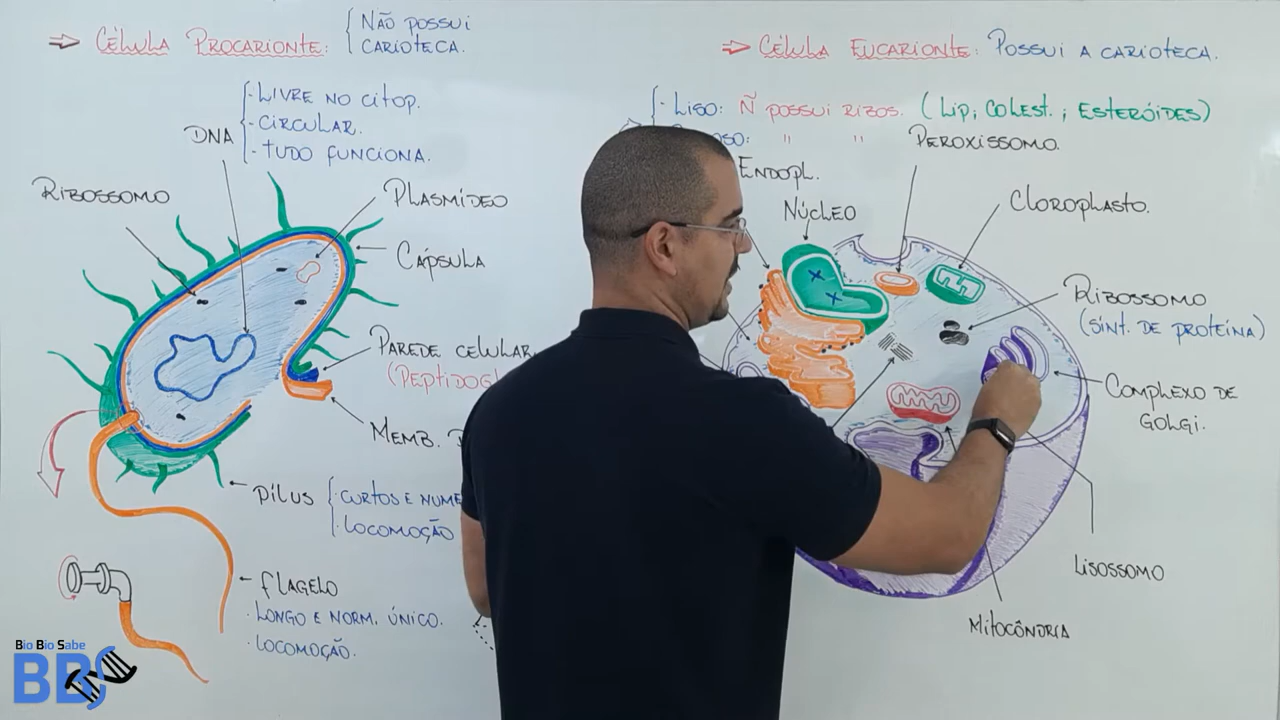 ⇒ CÉLULA PROCARIONTE: NÃO POSSUI
CARIOTECA.
DNA
- LIVRE NO CITOP.
- CIRCULAR.
- TUDO FUNCIONA.
RIBOSSOMO
PLASMÍDEO
CÁPSULA
PAREDE CELULAR
MEMB.
PÍLUS
· CURTOS E
· LOCOMOÇÃO
FLAGELO
· LONGO E NORM. ÚNICO.
· LOCOMOÇÃO.
⇒ CÉLULA EUCARIONTE: POSSUI A CARIOTECA.
- LISO: Ñ POSSUI RIBOS. (LIP; COLEST.; ESTERÓIDES)
" "
PEROXISSOMO.
ENDOPL.
NÚCLEO
CLOROPLASTO.
RIBOSSOMO
(SÍNT. DE PROTEÍNA)
COMPLEXO DE
GOLGI.
LISOSSOMO
MITOCÔNDRIA
Bio Bio Sabe
BBS